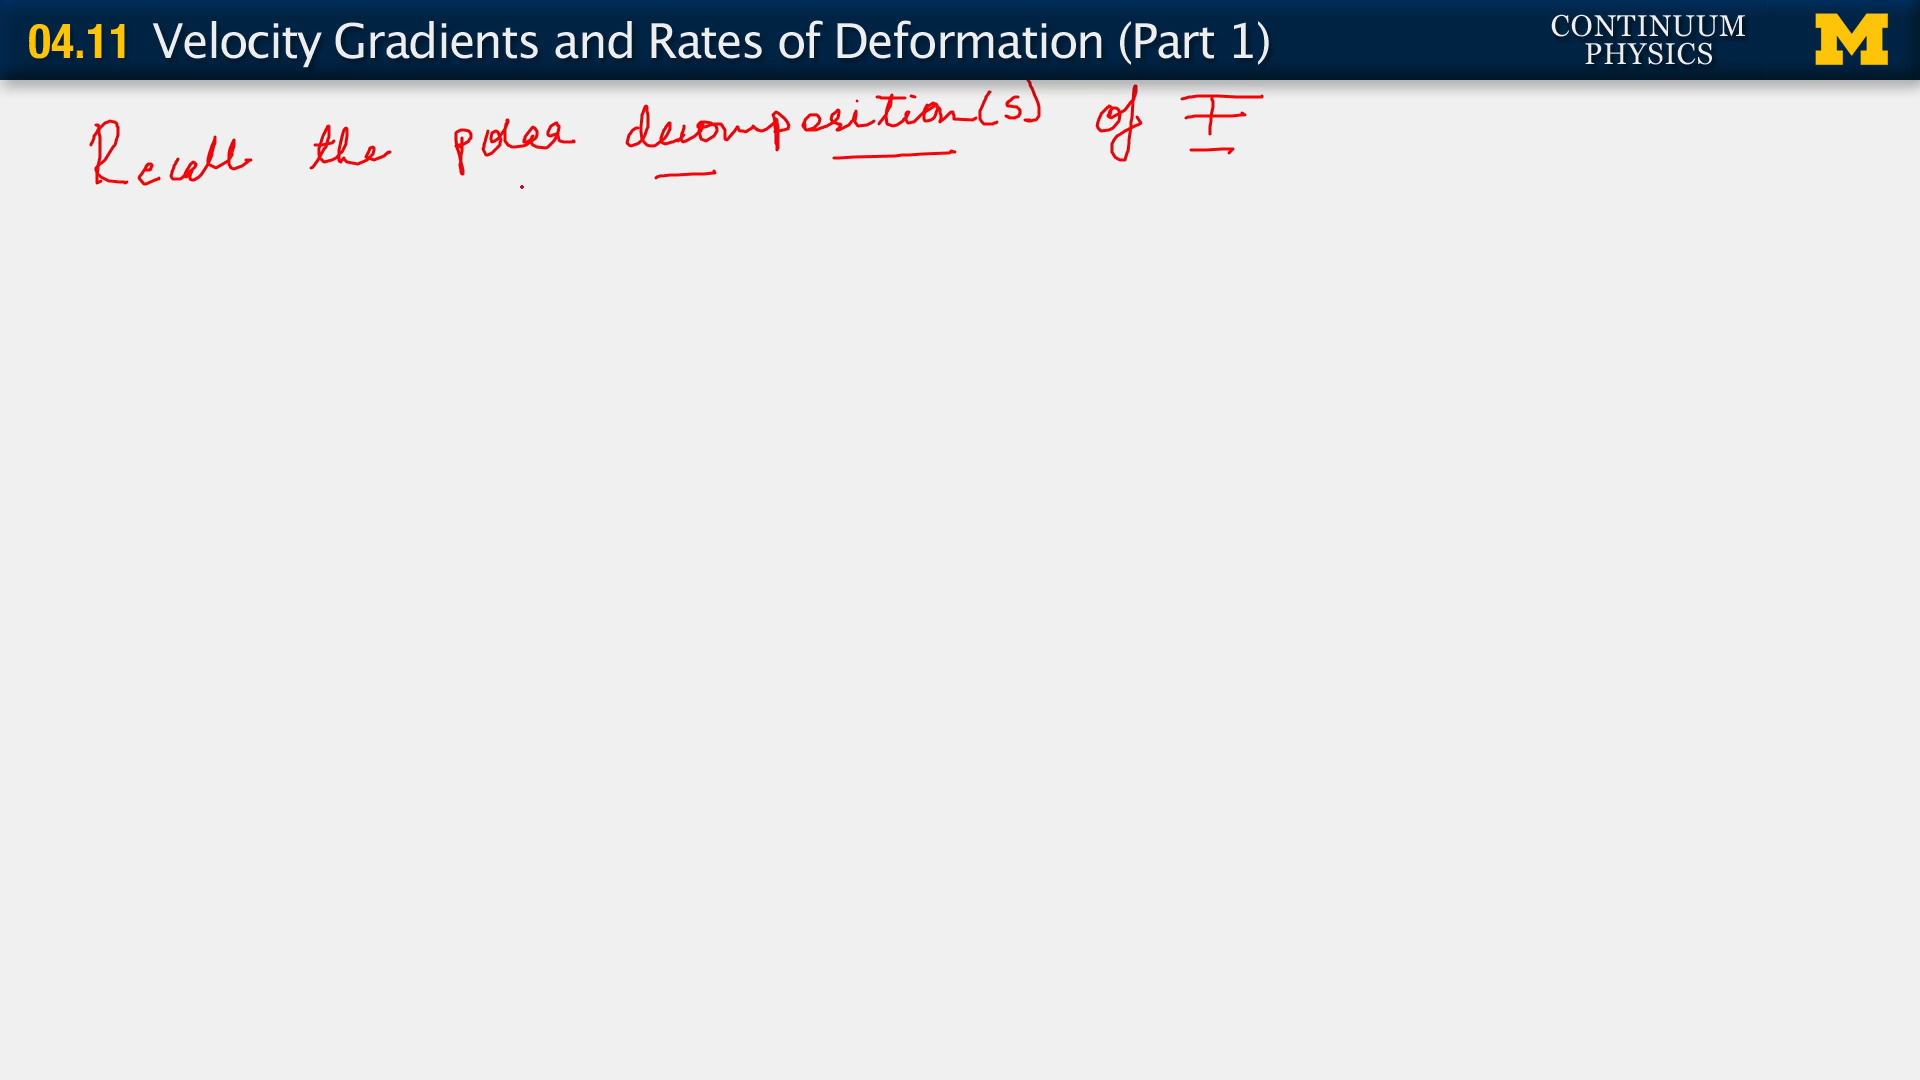 04.11 Velocity Gradients and Rates of Deformation (Part 1)
CONTINUUM
PHYSICS
M
Recall the polar decomposition(s) of F